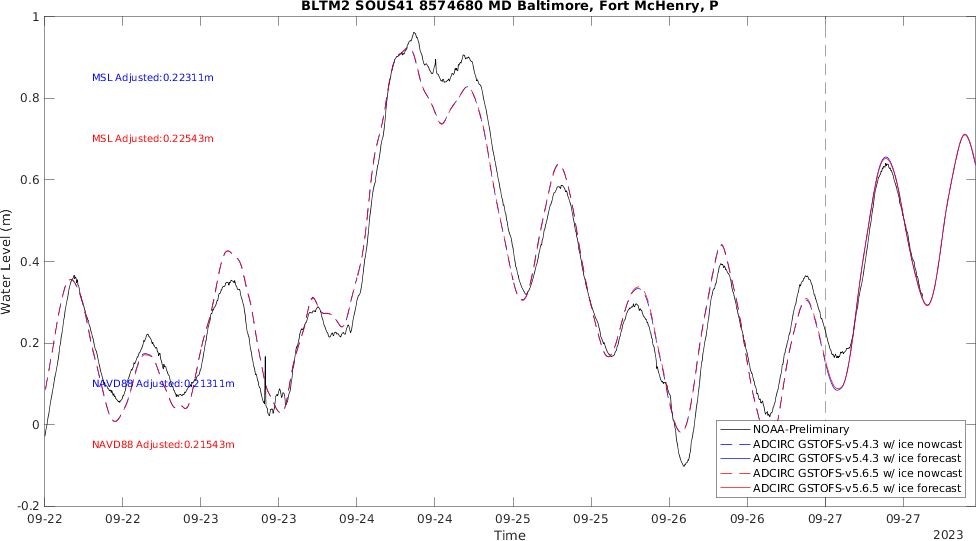 BLTM2 SOUS41 8574680 MD Baltimore, Fort McHenry, P
1
MSL Adjusted:0.22311m
0.8
MSL Adjusted:0.22543m
0.6
Water Level (m)
0.4
0.2
NAVD88 Adjusted:0.21311m
0
NAVD88 Adjusted:0.21543m
-0.2
NOAA-Preliminary
ADCIRC GSTOFS-v5.4.3 w/ ice nowcast
ADCIRC GSTOFS-v5.4.3 w/ ice forecast
ADCIRC GSTOFS-v5.6.5 w/ ice nowcast
ADCIRC GSTOFS-v5.6.5 w/ ice forecast
09-22 09-22 09-23 09-23 09-24 09-24 09-25 09-25 09-26 09-26 09-27 09-27
Time
2023